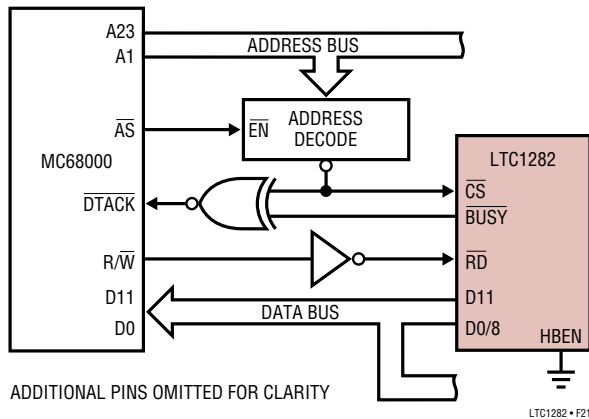 A23
A1
ADDRESS BUS
AS
EN
ADDRESS
DECODE
MC68000
LTC1282
DTACK
CS
BUSY
R/W
RD
D11
D0
DATA BUS
D11
D0/8
HBEN
ADDITIONAL PINS OMITTED FOR CLARITY
LTC1282 • F21